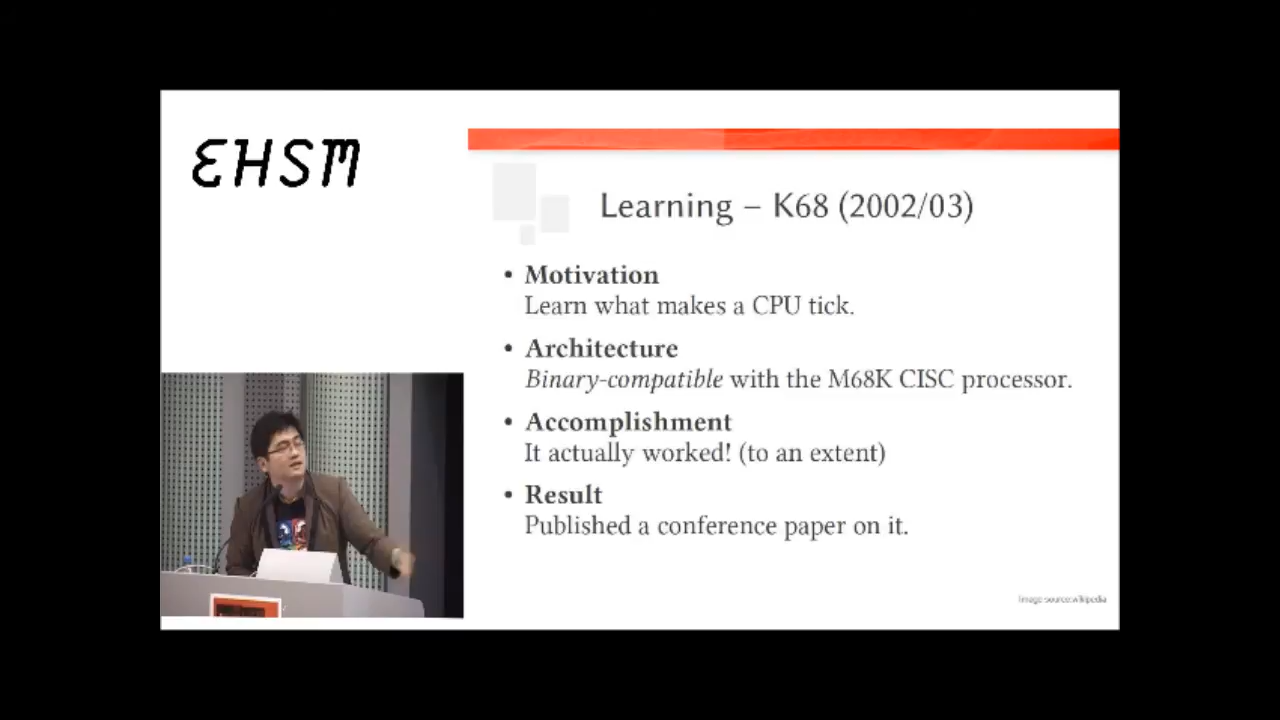 EHSM
Learning – K68 (2002/03)
• Motivation
Learn what makes a CPU tick.
• Architecture
Binary-compatible with the M68K CISC processor.
• Accomplishment
It actually worked! (to an extent)
• Result
Published a conference paper on it.
Image source:wikipedia